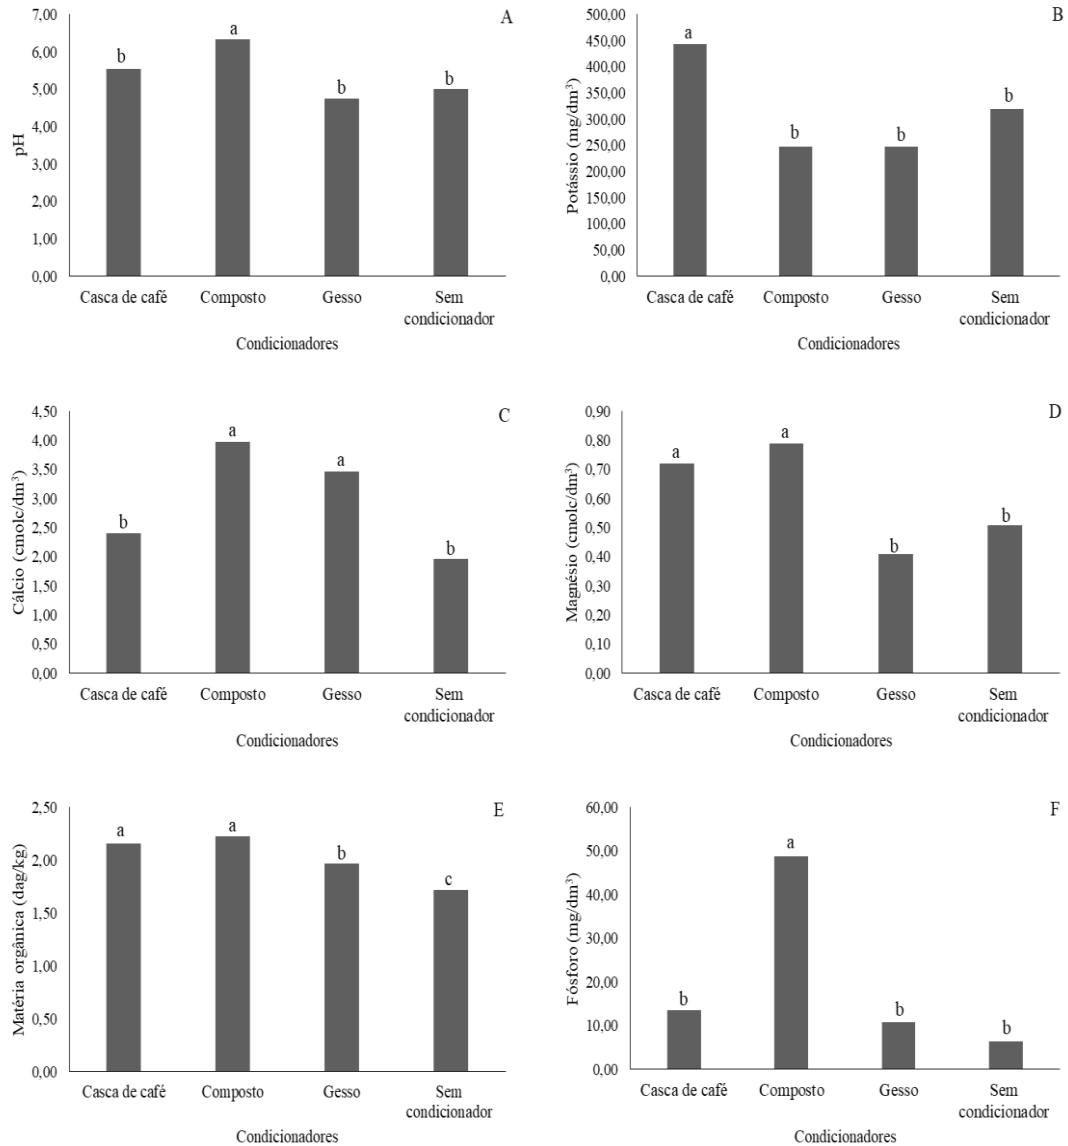 A
pH
7,00
6,00
5,00
4,00
3,00
2,00
1,00
0,00
b
a
b
b
Casca de café
Composto
Gesso
Sem
condicionador
Condicionadores
B
Potássio (mg/dm³)
500,00
450,00
400,00
350,00
300,00
250,00
200,00
150,00
100,00
50,00
0,00
a
b
b
b
Casca de café
Composto
Gesso
Sem
condicionador
Condicionadores
C
Cálcio (cmolc/dm³)
4,50
4,00
3,50
3,00
2,50
2,00
1,50
1,00
0,50
0,00
b
a
a
b
Casca de café
Composto
Gesso
Sem
condicionador
Condicionadores
D
Magnésio (cmolc/dm³)
0,90
0,80
0,70
0,60
0,50
0,40
0,30
0,20
0,10
0,00
a
a
b
b
Casca de café
Composto
Gesso
Sem
condicionador
Condicionadores
E
Matéria orgânica (dag/kg)
2,50
2,00
1,50
1,00
0,50
0,00
a
a
b
c
Casca de café
Composto
Gesso
Sem
condicionador
Condicionadores
F
Fósforo (mg/dm³)
60,00
50,00
40,00
30,00
20,00
10,00
0,00
b
a
b
b
Casca de café
Composto
Gesso
Sem
condicionador
Condicionadores